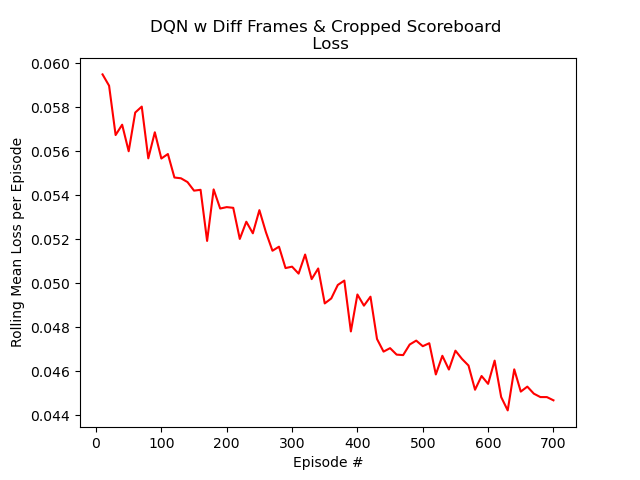 DQN w Diff Frames & Cropped Scoreboard
Loss
0.060
0.058
0.056
0.054
0.052
0.050
0.048
0.046
0.044
Rolling Mean Loss per Episode
0 100 200 300 400 500 600 700
Episode #